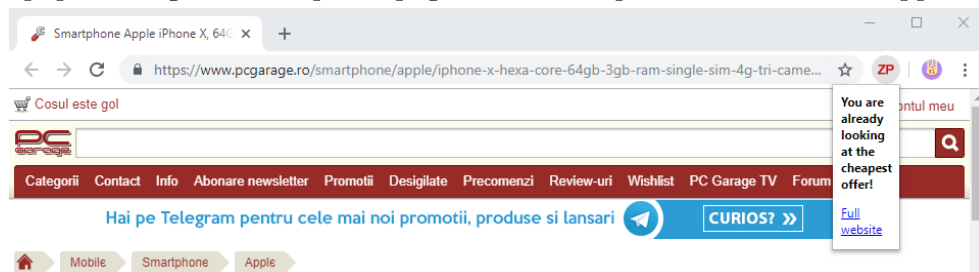 Smartphone Apple iPhone X, 64G
https://www.pcgarage.ro/smartphone/apple/iphone-x-hexa-core-64gb-3gb-ram-single-sim-4g-tri-came...
ZP
Cosul este gol
ontul meu
You are
already
looking
at the
cheapest
offer!
Full
website
PC
garage
Categorii Contact Info Abonare newsletter Promotii Desigilate Precomenzi Review-uri Wishlist PC Garage TV Forum
Hai pe Telegram pentru cele mai noi promotii, produse si lansari CURIOS? »
Mobile Smartphone Apple